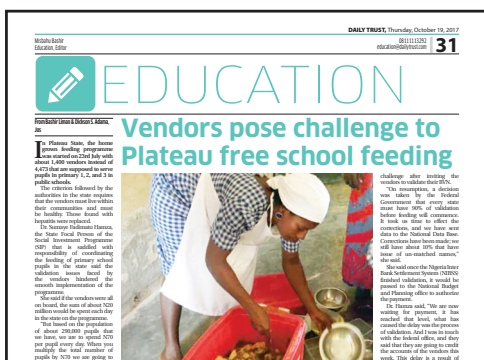 DAILY TRUST, Thursday, October 19, 2017
Misbahu Bashir
Education, Editor
08111113292
education@dailytrust.com
31
EDUCATION
From Bashir Liman & Dickson S. Adama,
Jos
Vendors pose challenge to
Plateau free school feeding
In Plateau State, the home
grown feeding programme
was started on 23rd July with
about 1,400 vendors instead of
4,473 that are supposed to serve
pupils in primary 1, 2, and 3 in
public schools.
The criterion followed by the
authorities in the state requires
that the vendors must live within
their communities and must
be healthy. Those found with
hepatitis were replaced.
Dr. Sumaye Fadimatu Hamza,
the State Focal Person of the
Social Investment Programme
(SIP) that is saddled with
responsibility of coordinating
the feeding of primary school
pupils in the state said the
validation issues faced by
the vendors hindered the
smooth implementation of the
programme.
She said if the vendors were all
on board, the sum of about N20
million would be spent each day
in the state on the programme.
"But based on the population
of about 250,000 pupils that
we have, we are to spend N70
per pupil every day. When you
multiply the total number of
pupils by N70 we are going to
challenge after inviting the
vendors to validate their BVN.
"On resumption, a decision
was taken by the Federal
Government that every state
must have 90% of validation
before feeding will commence.
It took us time to effect the
corrections, and we have sent
data to the National Data Base.
Corrections have been made; we
still have about 10% that have
issue of un-matched names,"
she said.
She said once the Nigeria Inter
Bank Settlement System (NIBSS)
finished validation, it would be
passed to the National Budget
and Planning office to authorize
the payment.
Dr. Hamza said, "We are now
waiting for payment, it has
reached that level, what has
caused the delay was the process
of validation. And I was in touch
with the federal office, and they
said that they are going to credit
the accounts of the vendors this
week. This delay is a result of